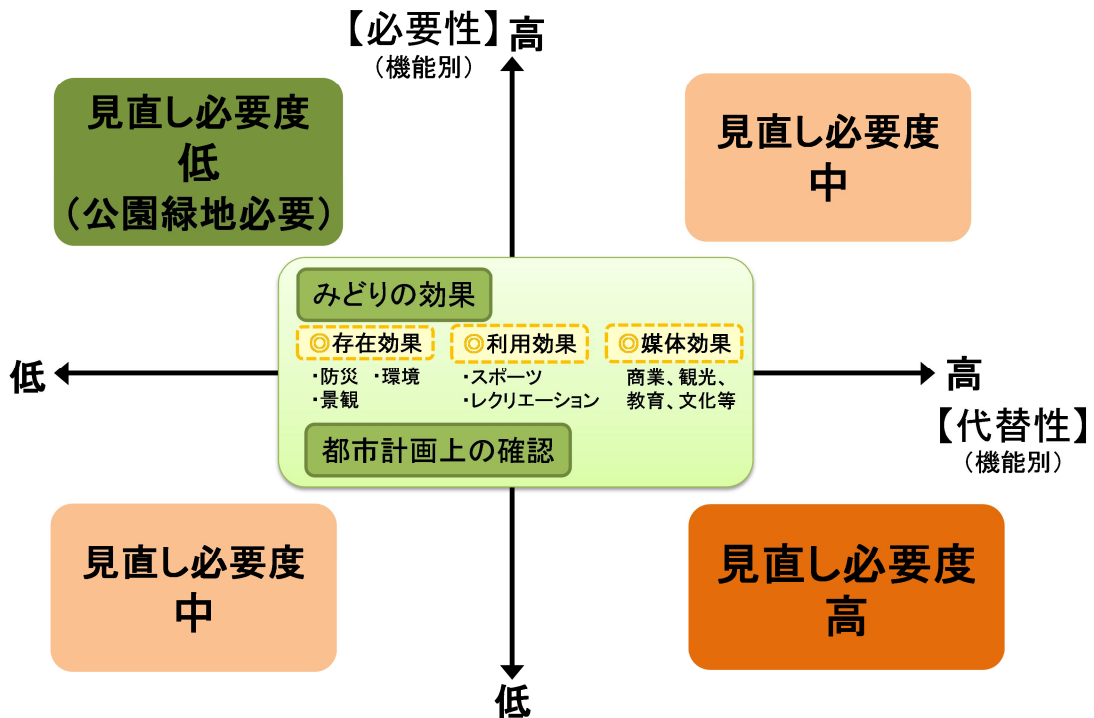 【必要性】高
（機能別）
見直し必要度
低
（公園緑地必要）
見直し必要度
中
みどりの効果
◎存在効果
・防災 ・環境
・景観
◎利用効果
・スポーツ
・レクリエーション
◎媒体効果
商業、観光、
教育、文化等
都市計画上の確認
低
高
【代替性】
（機能別）
見直し必要度
中
見直し必要度
高
低